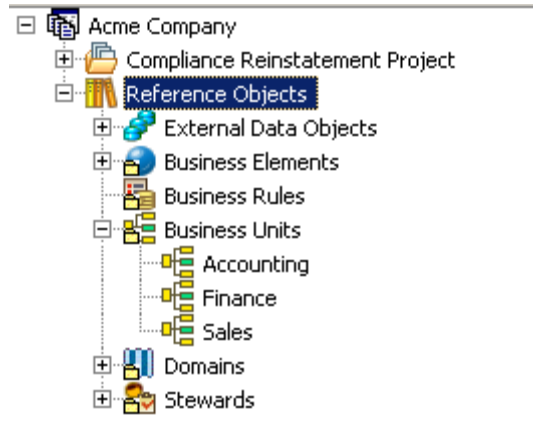 Acme Company
Compliance Reinstatement Project
Reference Objects
External Data Objects
Business Elements
Business Rules
Business Units
Accounting
Finance
Sales
Domains
Stewards